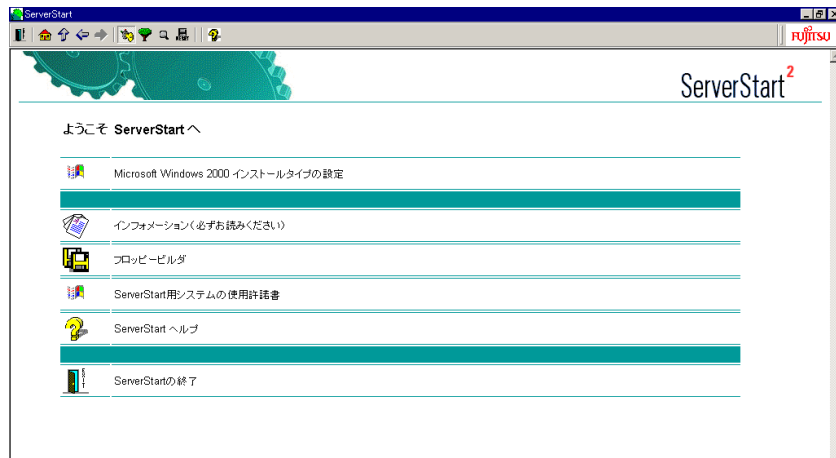 ServerStart
FUJITSU
ServerStart2
ようこそ ServerStart へ
Microsoft Windows 2000 インストールタイプの設定
インフォメーション（必ずお読みください）
フロッピービルダ
ServerStart用システムの使用許諾書
ServerStart ヘルプ
EXIT
ServerStartの終了